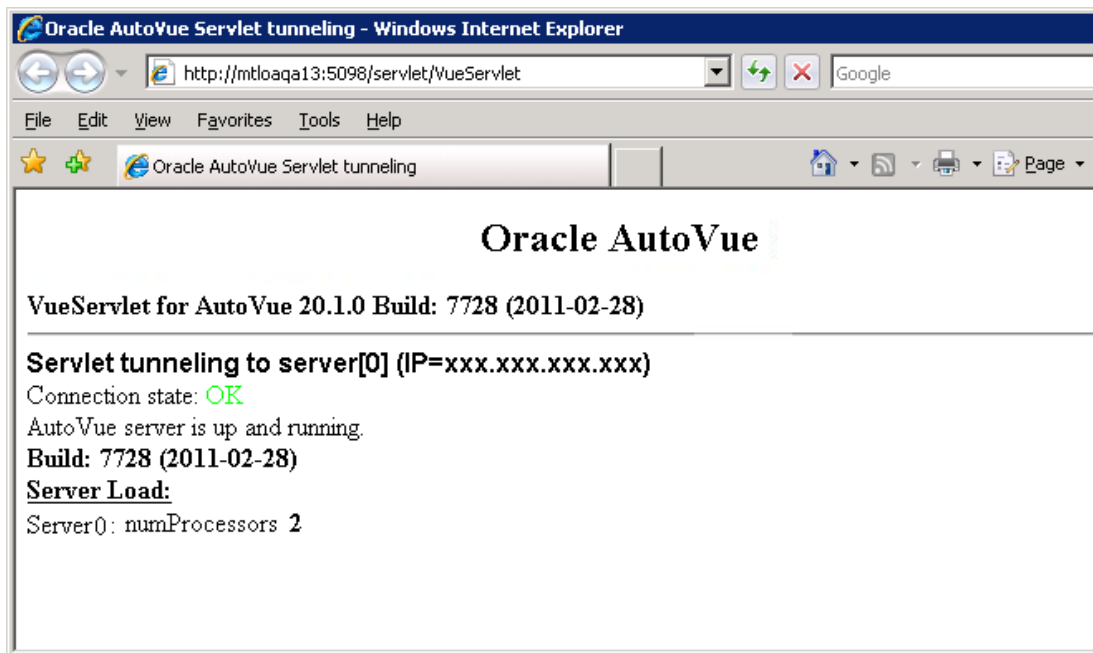 Oracle AutoVue Servlet tunneling - Windows Internet Explorer
http://mtloaqa13:5098/servlet/VueServlet
Google
File Edit View Favorites Tools Help
Oracle AutoVue Servlet tunneling
Page
Oracle AutoVue
VueServlet for AutoVue 20.1.0 Build: 7728 (2011-02-28)
Servlet tunneling to server[0] (IP=xxx.xxx.xxx.xxx)
Connection state: OK
AutoVue server is up and running.
Build: 7728 (2011-02-28)
Server Load:
Server0: numProcessors 2